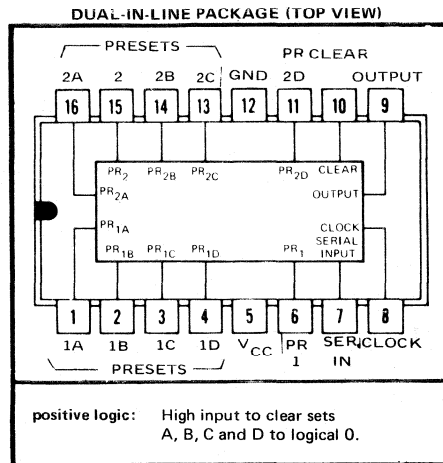 DUAL-IN-LINE PACKAGE (TOP VIEW)
PRESETS PR CLEAR
2A 2 2B 2C GND 2D OUTPUT
16 15 14 13 12 11 10 9
PR2 PR2B PR2C PR2D CLEAR
PR2A OUTPUT
PR1A CLOCK
SERIAL
PR1B PR1C PR1D PR1 INPUT
1 2 3 4 5 6 7 8
1A 1B 1C 1D VCC PR SER. CLOCK
1 IN
PRESETS
positive logic: High input to clear sets
A, B, C and D to logical 0.